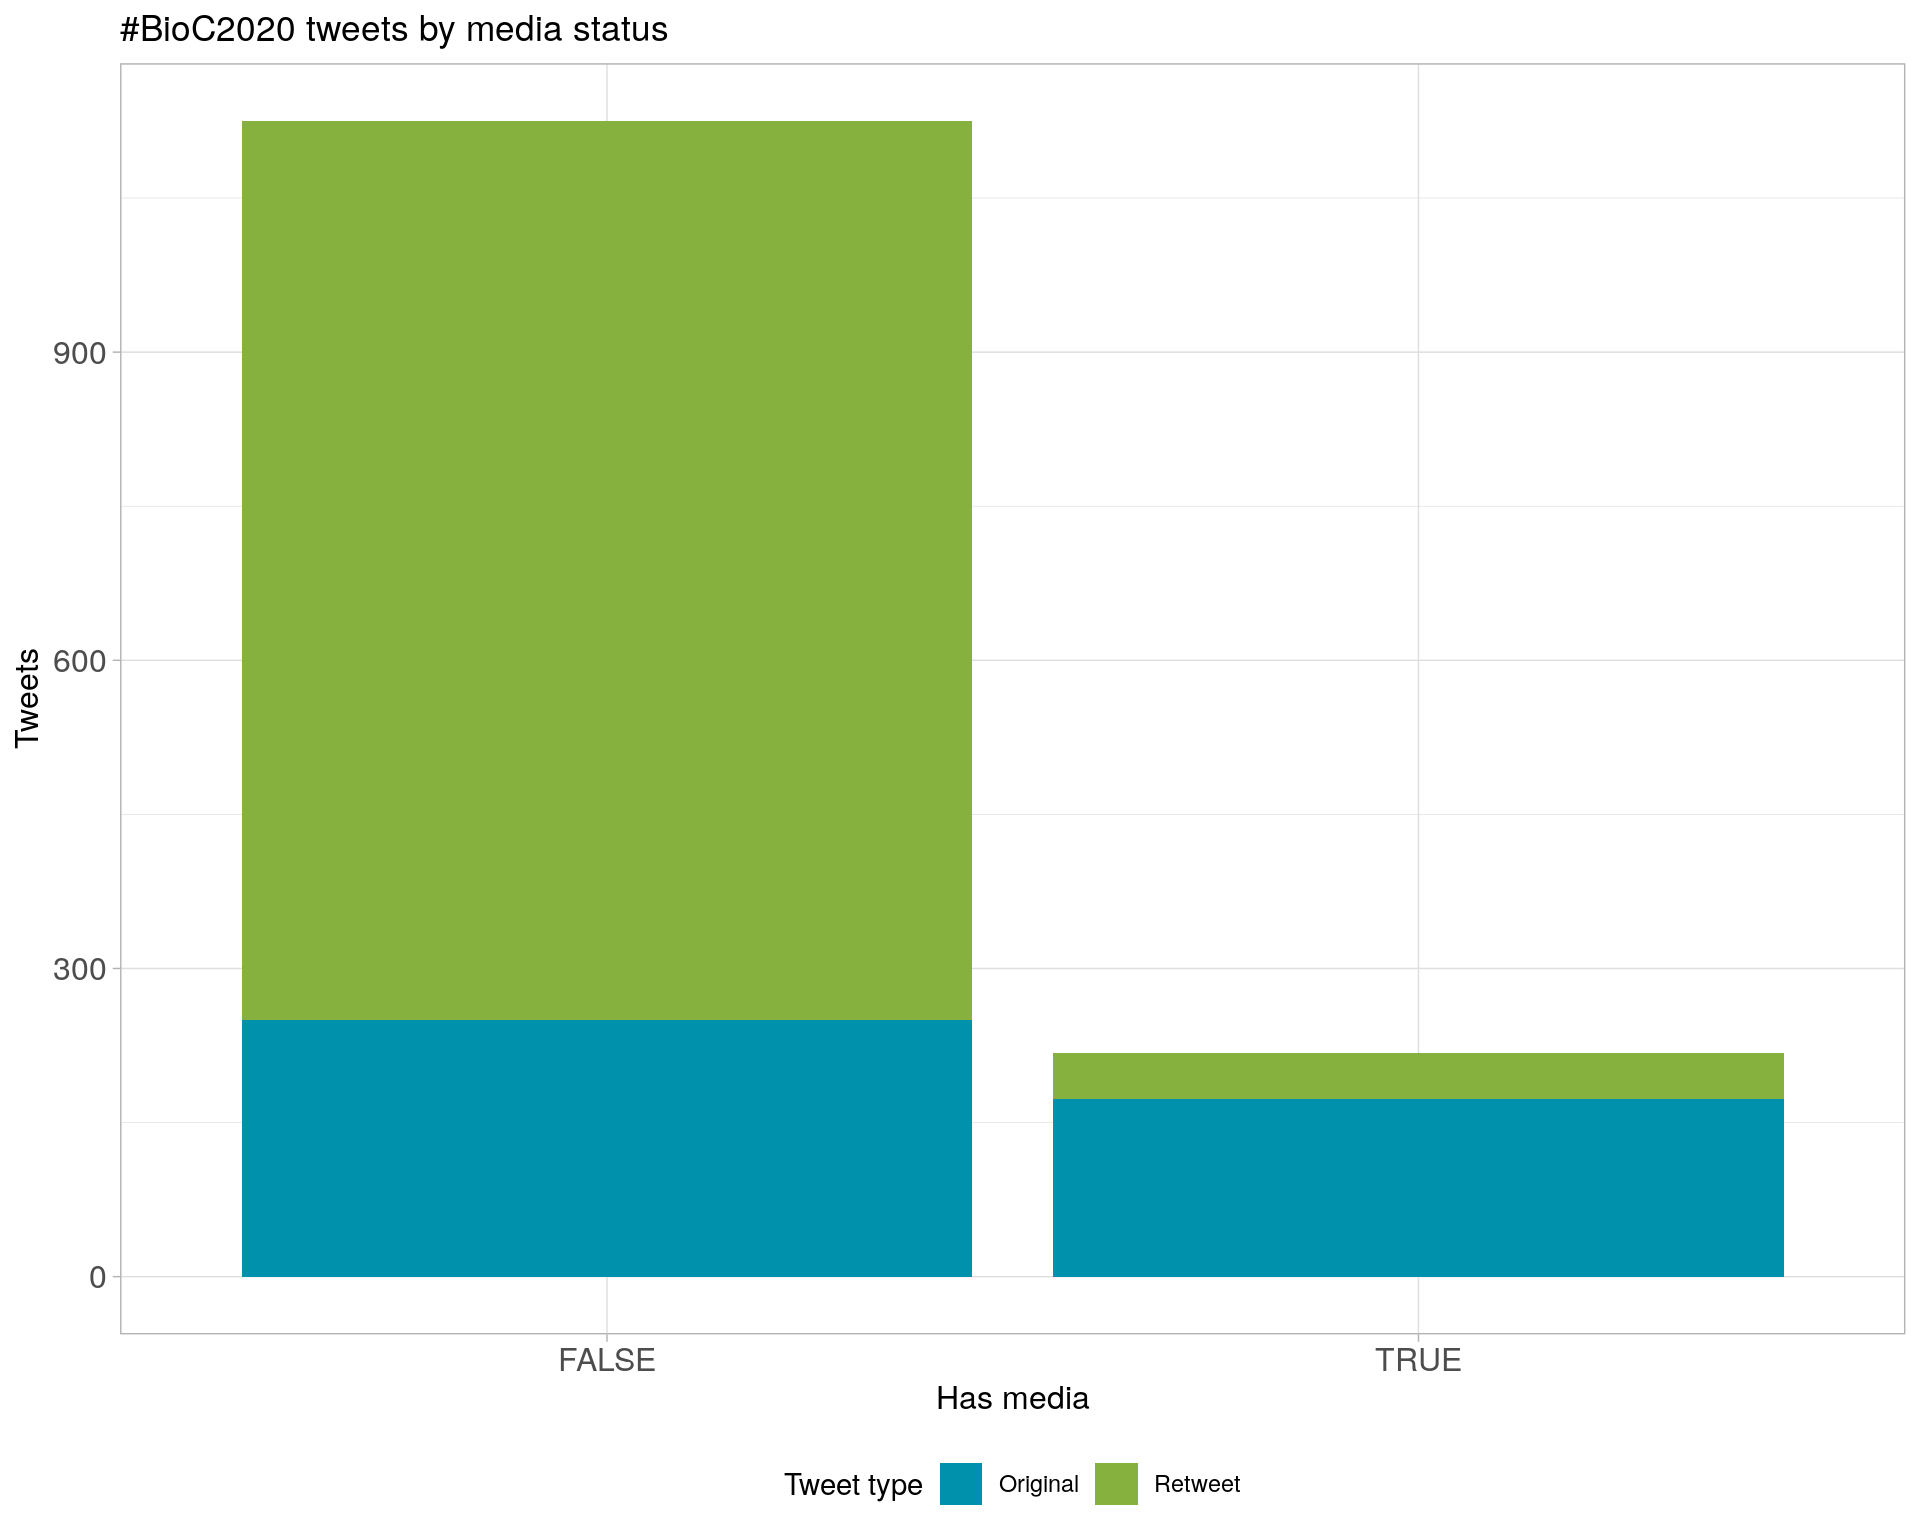 #BioC2020 tweets by media status
Tweets
900
600
300
0
FALSE TRUE
Has media
Tweet type Original Retweet